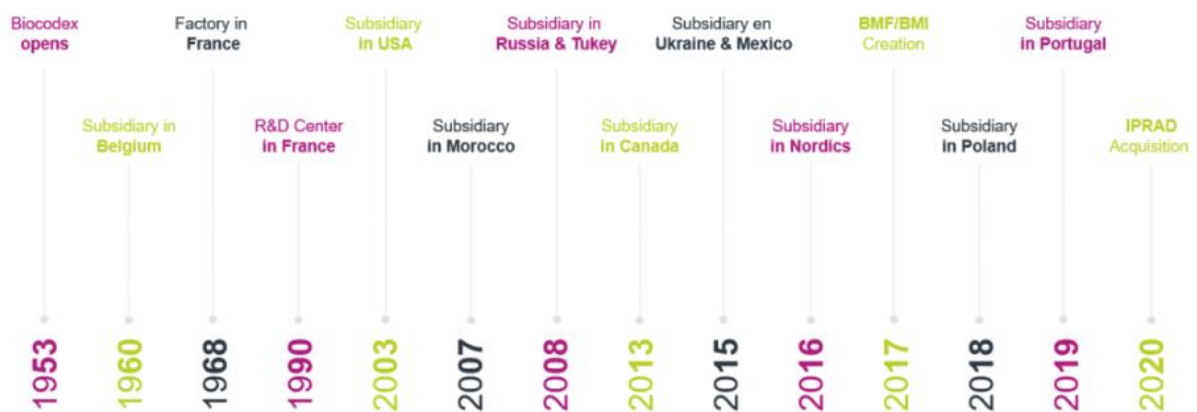 Biocodex
opens
Factory in
France
Subsidiary
in USA
Subsidiary in
Russia & Tukey
Subsidiary en
Ukraine & Mexico
BMF/BMI
Creation
Subsidiary
in Portugal
Subsidiary in
Belgium
R&D Center
in France
Subsidiary
in Morocco
Subsidiary
in Canada
Subsidiary
in Nordics
Subsidiary
in Poland
IPRAD
Acquisition
1953
1960
1968
1990
2003
2007
2008
2013
2015
2016
2017
2018
2019
2020